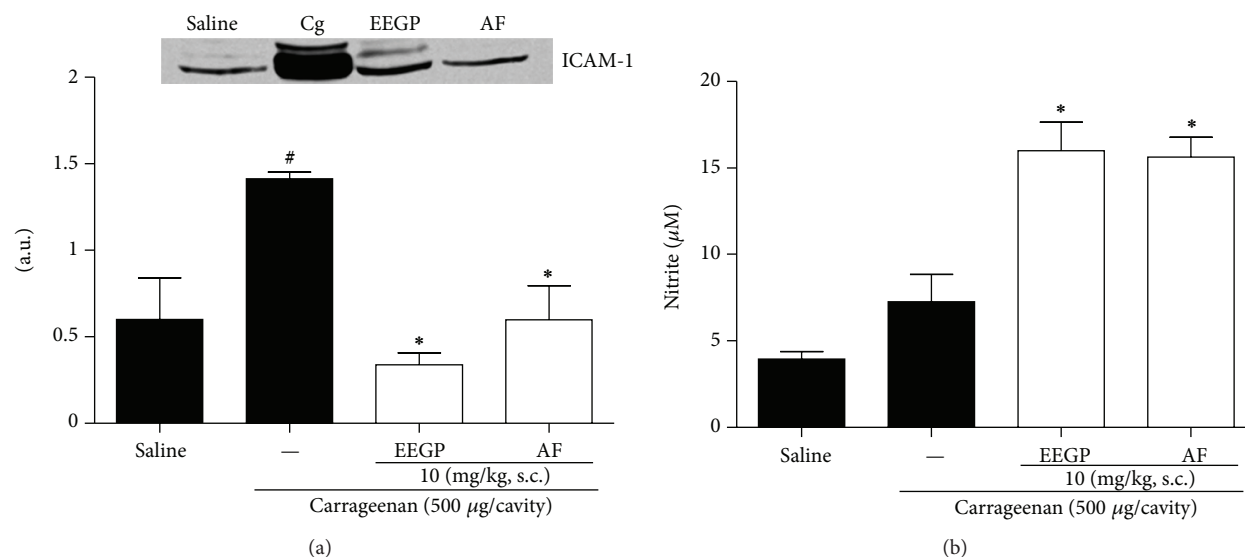 Saline Cg EEGP AF
ICAM-1
2
1.5
1
0.5
0
(a.u.)
#
*
*
Saline — EEGP AF
10 (mg/kg, s.c.)
Carrageenan (500 µg/cavity)
(a)
20
15
10
5
0
Nitrite (µM)
*
*
Saline — EEGP AF
10 (mg/kg, s.c.)
Carrageenan (500 µg/cavity)
(b)